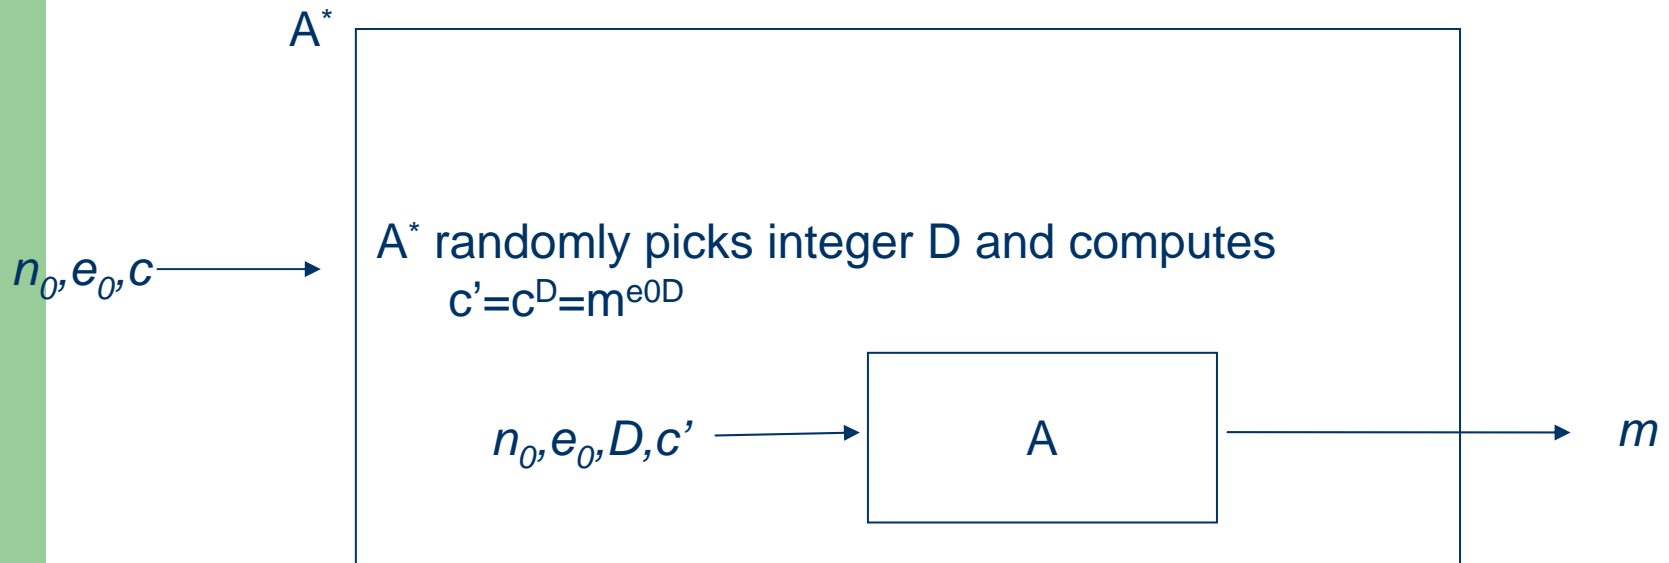 A*
A* randomly picks integer D and computes
c’=cᴰ=mᵉ⁰ᴰ
n₀,e₀,c
n₀,e₀,D,c’
A
m